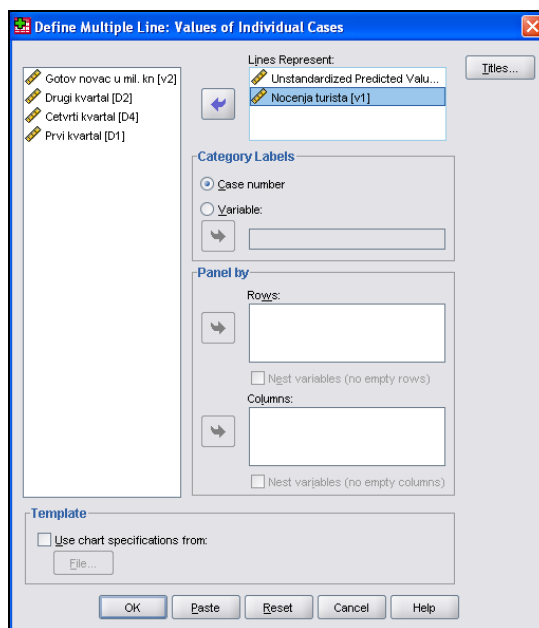 Define Multiple Line: Values of Individual Cases
Gotov novac u mil. kn [v2]
Drugi kvartal [D2]
Cetvrti kvartal [D4]
Prvi kvartal [D1]
Lines Represent:
Unstandardized Predicted Valu...
Nocenja turista [v1]
Titles...
Category Labels
Case number
Variable:
Panel by
Rows:
Nest variables (no empty rows)
Columns:
Nest variables (no empty columns)
Template
Use chart specifications from:
File...
OK Paste Reset Cancel Help